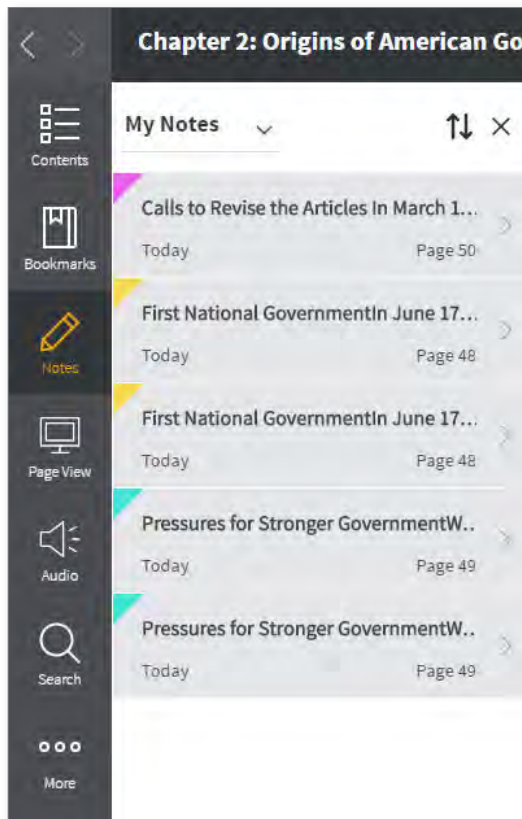 Chapter 2: Origins of American Go
Contents
Bookmarks
Notes
Page View
Audio
Search
More
My Notes
Calls to Revise the Articles In March 1...
Today Page 50
First National GovernmentIn June 17...
Today Page 48
First National GovernmentIn June 17...
Today Page 48
Pressures for Stronger GovernmentW..
Today Page 49
Pressures for Stronger GovernmentW..
Today Page 49